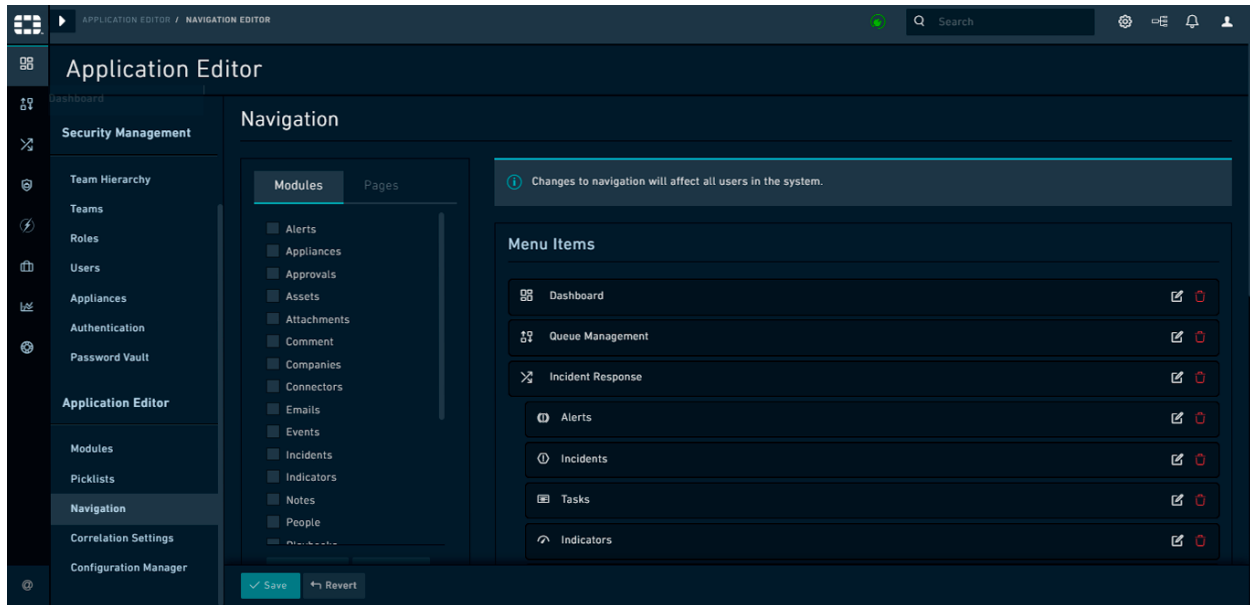 APPLICATION EDITOR / NAVIGATION EDITOR
Search
Application Editor
Dashboard
Security Management
Team Hierarchy
Teams
Roles
Users
Appliances
Authentication
Password Vault
Application Editor
Modules
Picklists
Navigation
Correlation Settings
Configuration Manager
@
Navigation
Modules Pages
Alerts
Appliances
Approvals
Assets
Attachments
Comment
Companies
Connectors
Emails
Events
Incidents
Indicators
Notes
People
Playbooks
Changes to navigation will affect all users in the system.
Menu Items
Dashboard
Queue Management
Incident Response
Alerts
Incidents
Tasks
Indicators
Save Revert